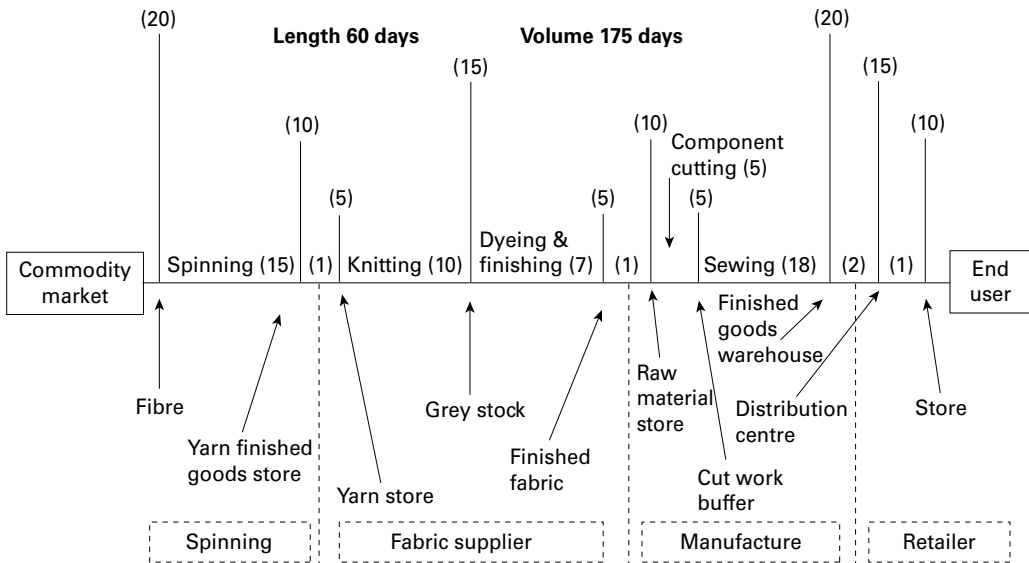 (20)
Length 60 days
Volume 175 days
(20)
(15)
(15)
(10)
(10)
(10)
Component
cutting (5)
(5)
(5)
(5)
Commodity
market
Spinning (15)
(1)
Knitting (10)
Dyeing &
finishing (7)
(1)
Sewing (18)
(2)
(1)
End
user
Fibre
Yarn finished
goods store
Yarn store
Grey stock
Finished
fabric
Raw
material
store
Cut work
buffer
Finished
goods
warehouse
Distribution
centre
Store
Spinning
Fabric supplier
Manufacture
Retailer